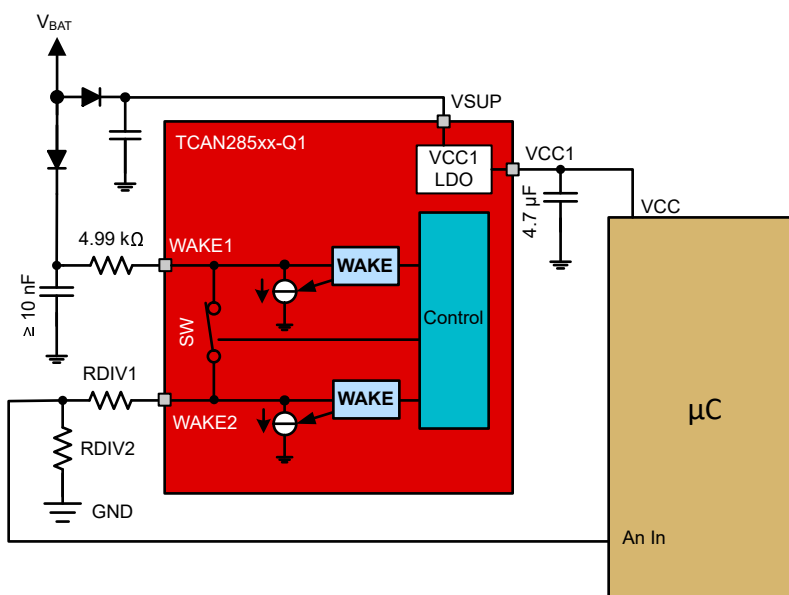 VBAT
VSUP
TCAN285xx-Q1
VCC1
LDO
VCC1
4.7 µF
VCC
4.99 kΩ
WAKE1
WAKE
≥ 10 nF
SW
Control
RDIV1
WAKE
WAKE2
µC
RDIV2
GND
An In